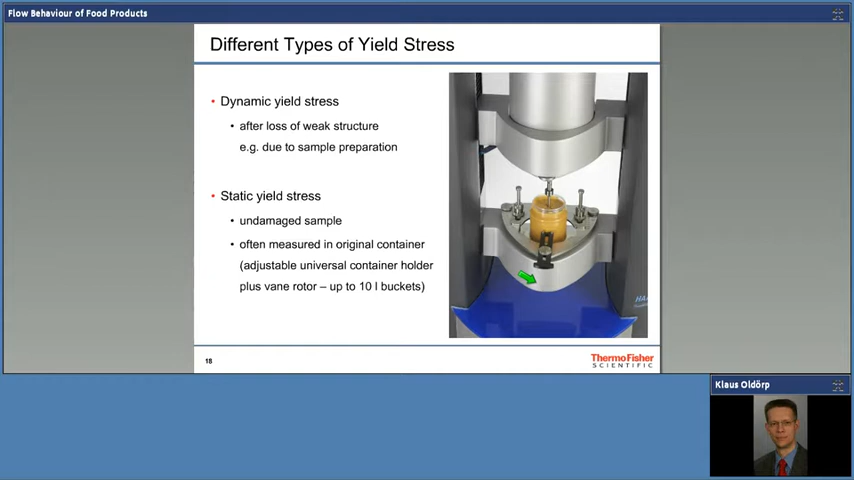 Flow Behaviour of Food Products
Different Types of Yield Stress
• Dynamic yield stress
• after loss of weak structure
e.g. due to sample preparation
• Static yield stress
• undamaged sample
• often measured in original container
(adjustable universal container holder
plus vane rotor – up to 10 l buckets)
18
ThermoFisher
SCIENTIFIC
Klaus Oldörp